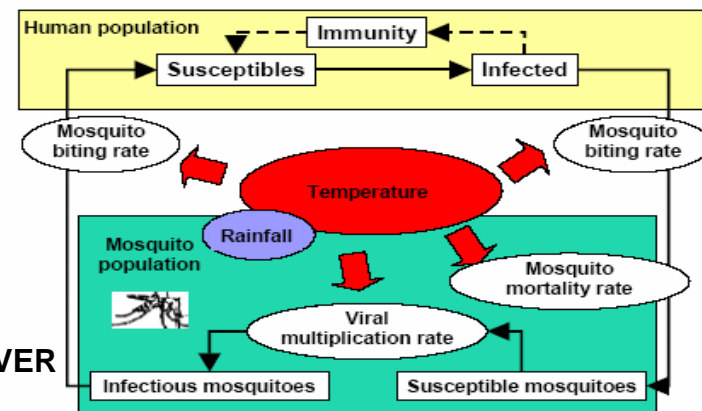 Human population
Immunity
Susceptibles
Infected
Mosquito
biting rate
Mosquito
biting rate
Temperature
Rainfall
Mosquito
population
Mosquito
mortality rate
Viral
multiplication rate
VER
Infectious mosquitoes
Susceptible mosquitoes